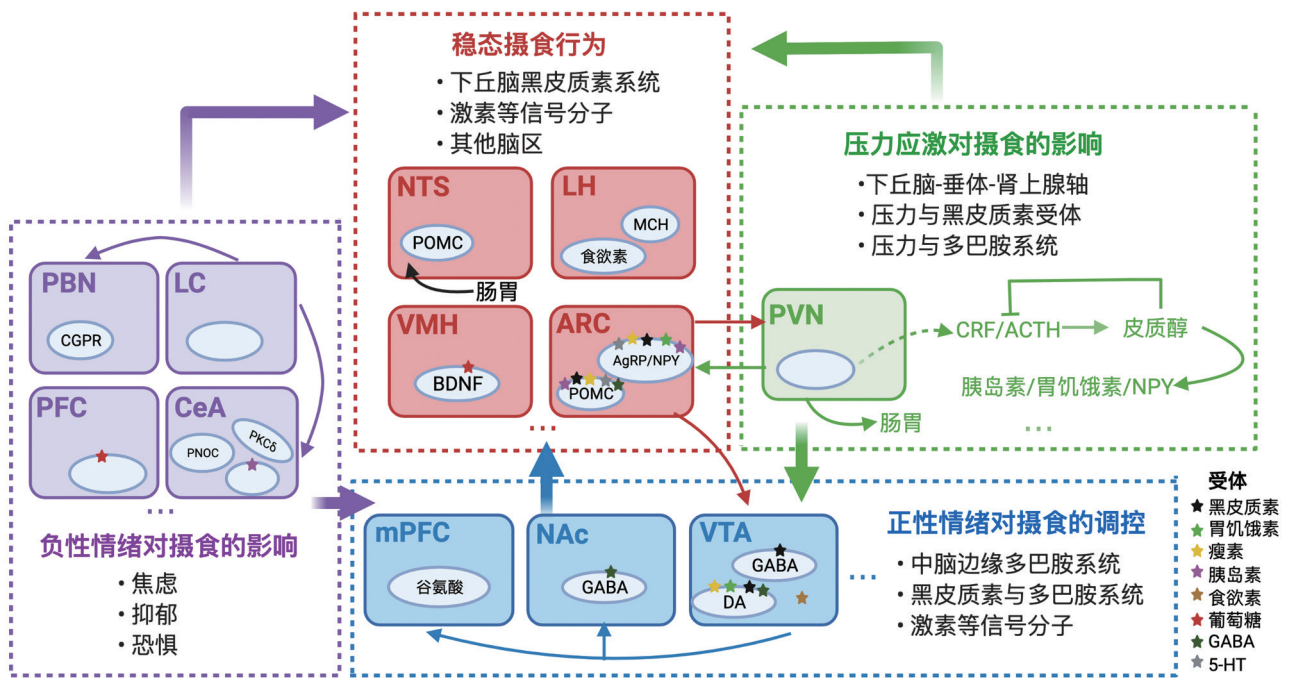 稳态摄食行为
• 下丘脑黑皮质素系统
• 激素等信号分子
• 其他脑区
NTS
POMC
肠胃
LH
MCH
食欲素
VMH
BDNF
ARC
AgRP/NPY
POMC
...
压力应激对摄食的影响
•下丘脑-垂体-肾上腺轴
• 压力与黑皮质素受体
• 压力与多巴胺系统
PVN
CRF/ACTH
皮质醇
胰岛素/胃饥饿素/NPY
肠胃
...
PBN
CGPR
LC
PFC
CeA
PNOC
PKCδ
...
负性情绪对摄食的影响
• 焦虑
• 抑郁
• 恐惧
mPFC
谷氨酸
NAc
GABA
VTA
GABA
DA
...
正性情绪对摄食的调控
• 中脑边缘多巴胺系统
• 黑皮质素与多巴胺系统
• 激素等信号分子
受体
黑皮质素
胃饥饿素
瘦素
胰岛素
食欲素
葡萄糖
GABA
5-HT